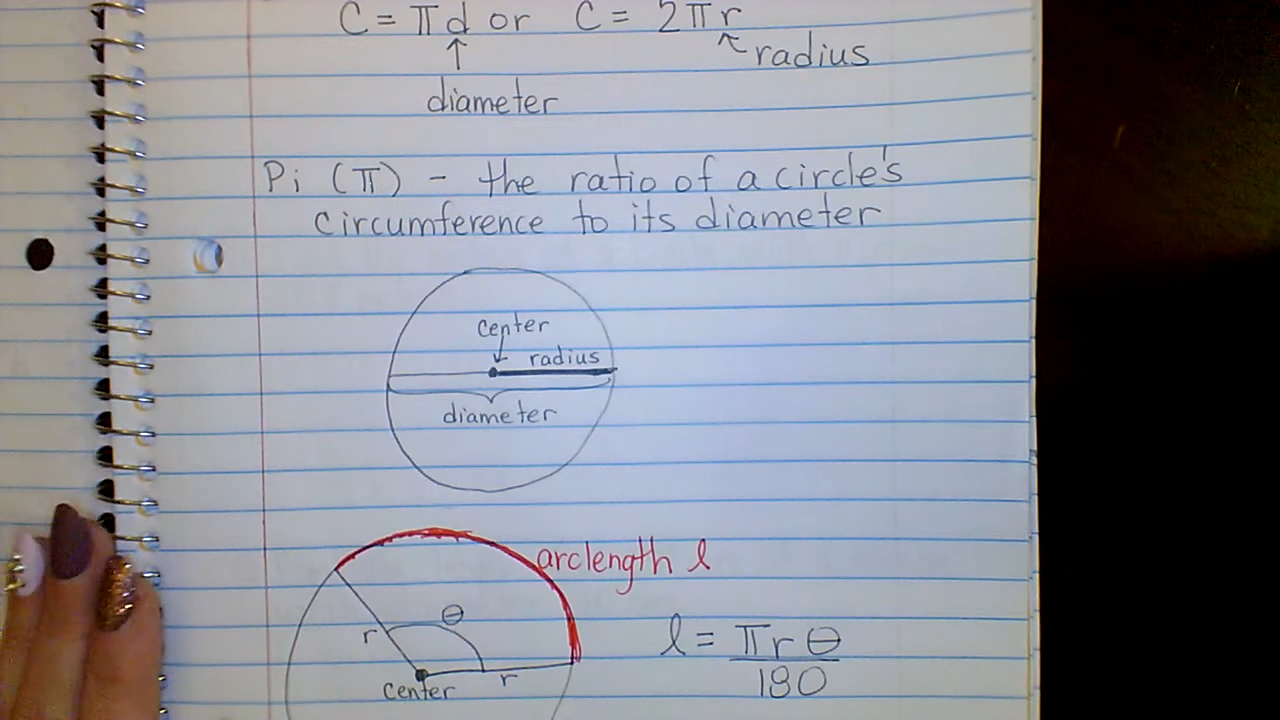 C = πd or C = 2πr
↑ ↖ radius
diameter
Pi (π) - the ratio of a circle's
circumference to its diameter
center
radius
diameter
arclength l
θ
r
l = πrθ
180
r
center